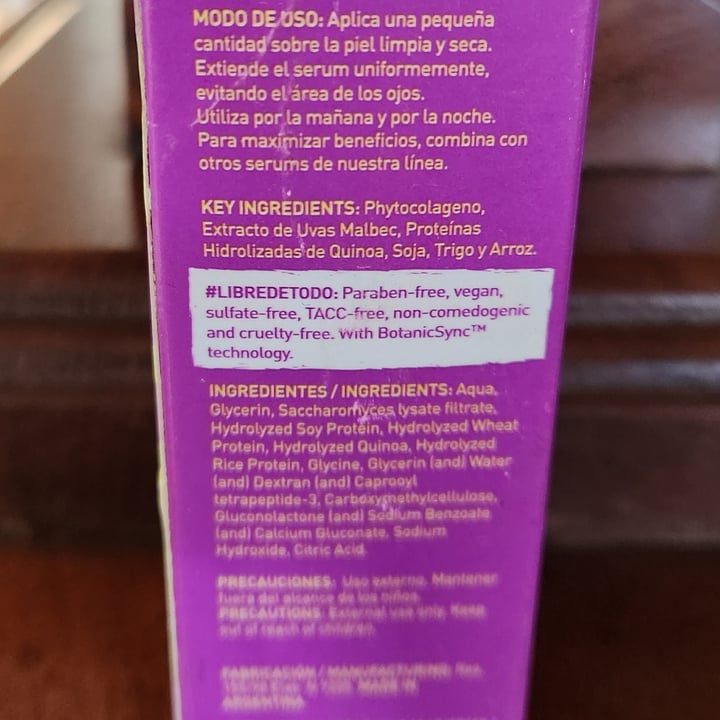 MODO DE USO: Aplica una pequeña
cantidad sobre la piel limpia y seca.
Extiende el serum uniformemente,
evitando el área de los ojos.
Utiliza por la mañana y por la noche.
Para maximizar beneficios, combina con
otros serums de nuestra línea.
KEY INGREDIENTS: Phytocolageno,
Extracto de Uvas Malbec, Proteínas
Hidrolizadas de Quinoa, Soja, Trigo y Arroz.
#LIBREDETODO: Paraben-free, vegan,
sulfate-free, TACC-free, non-comedogenic
and cruelty-free. With BotanicSync™
technology.
INGREDIENTES / INGREDIENTS: Aqua,
Glycerin, Saccharomyces lysate filtrate,
Hydrolyzed Soy Protein, Hydrolyzed Wheat
Protein, Hydrolyzed Quinoa, Hydrolyzed
Rice Protein, Glycine, Glycerin (and) Water
(and) Dextran (and) Caprooyl
tetrapeptide-3, Carboxymethylcellulose,
Gluconolactone (and) Sodium Benzoate
(and) Calcium Gluconate, Sodium
Hydroxide, Citric Acid.
PRECAUCIONES: Uso externo. Mantener
fuera del alcance de los niños.
PRECAUTIONS: External use only. Keep
out of reach of children.
FABRICACIÓN / MANUFACTURING:
MADE IN
ARGENTINA